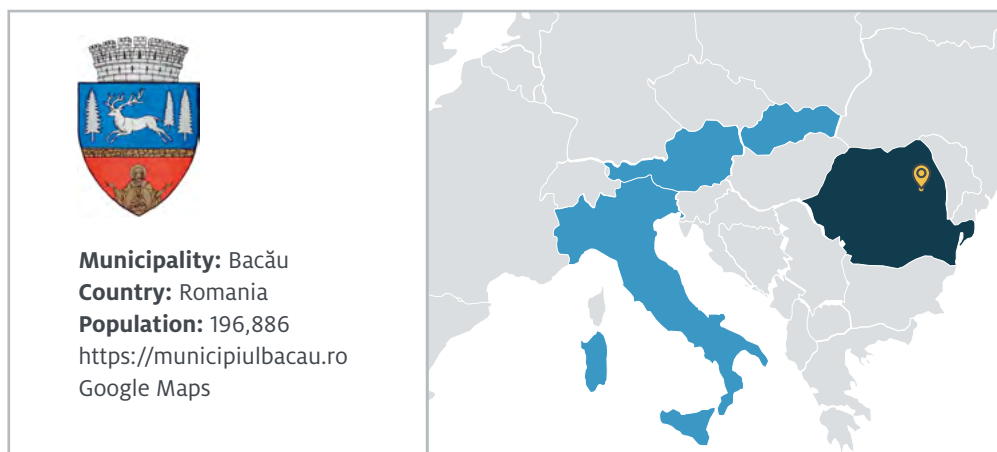 Municipality: Bacău
Country: Romania
Population: 196,886
https://municipiulbacau.ro
Google Maps